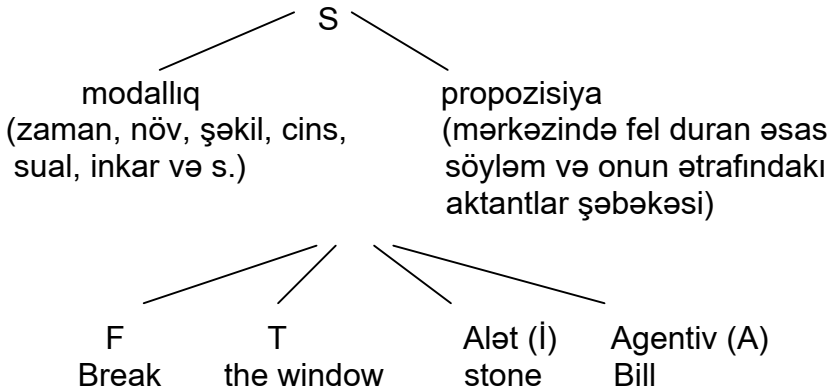 S
modallıq propozisiya
(zaman, növ, şəkil, cins, (mərkəzində fel duran əsas
sual, inkar və s.) söyləm və onun ətrafındakı
aktantlar şəbəkəsi)
F T Alət (İ) Agentiv (A)
Break the window stone Bill